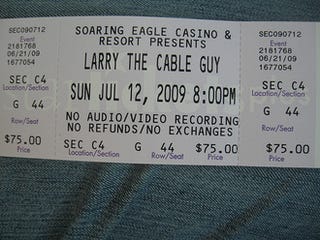 SEC090712
Event
2181768
06/21/09
1677054
SEC C4
Location/Section
G 44
Row/Seat
$75.00
Price
SOARING EAGLE CASINO &
RESORT PRESENTS
LARRY THE CABLE GUY
SUN JUL 12, 2009 8:00PM
NO AUDIO/VIDEO RECORDING
NO REFUNDS/NO EXCHANGES
SEC C4 G 44 $75.00
Location/Section Row/Seat Price
SEC090712
Event
2181768
06/21/09
1677054
SEC C4
Location/Section
G 44
Row/Seat
$75.00
Price